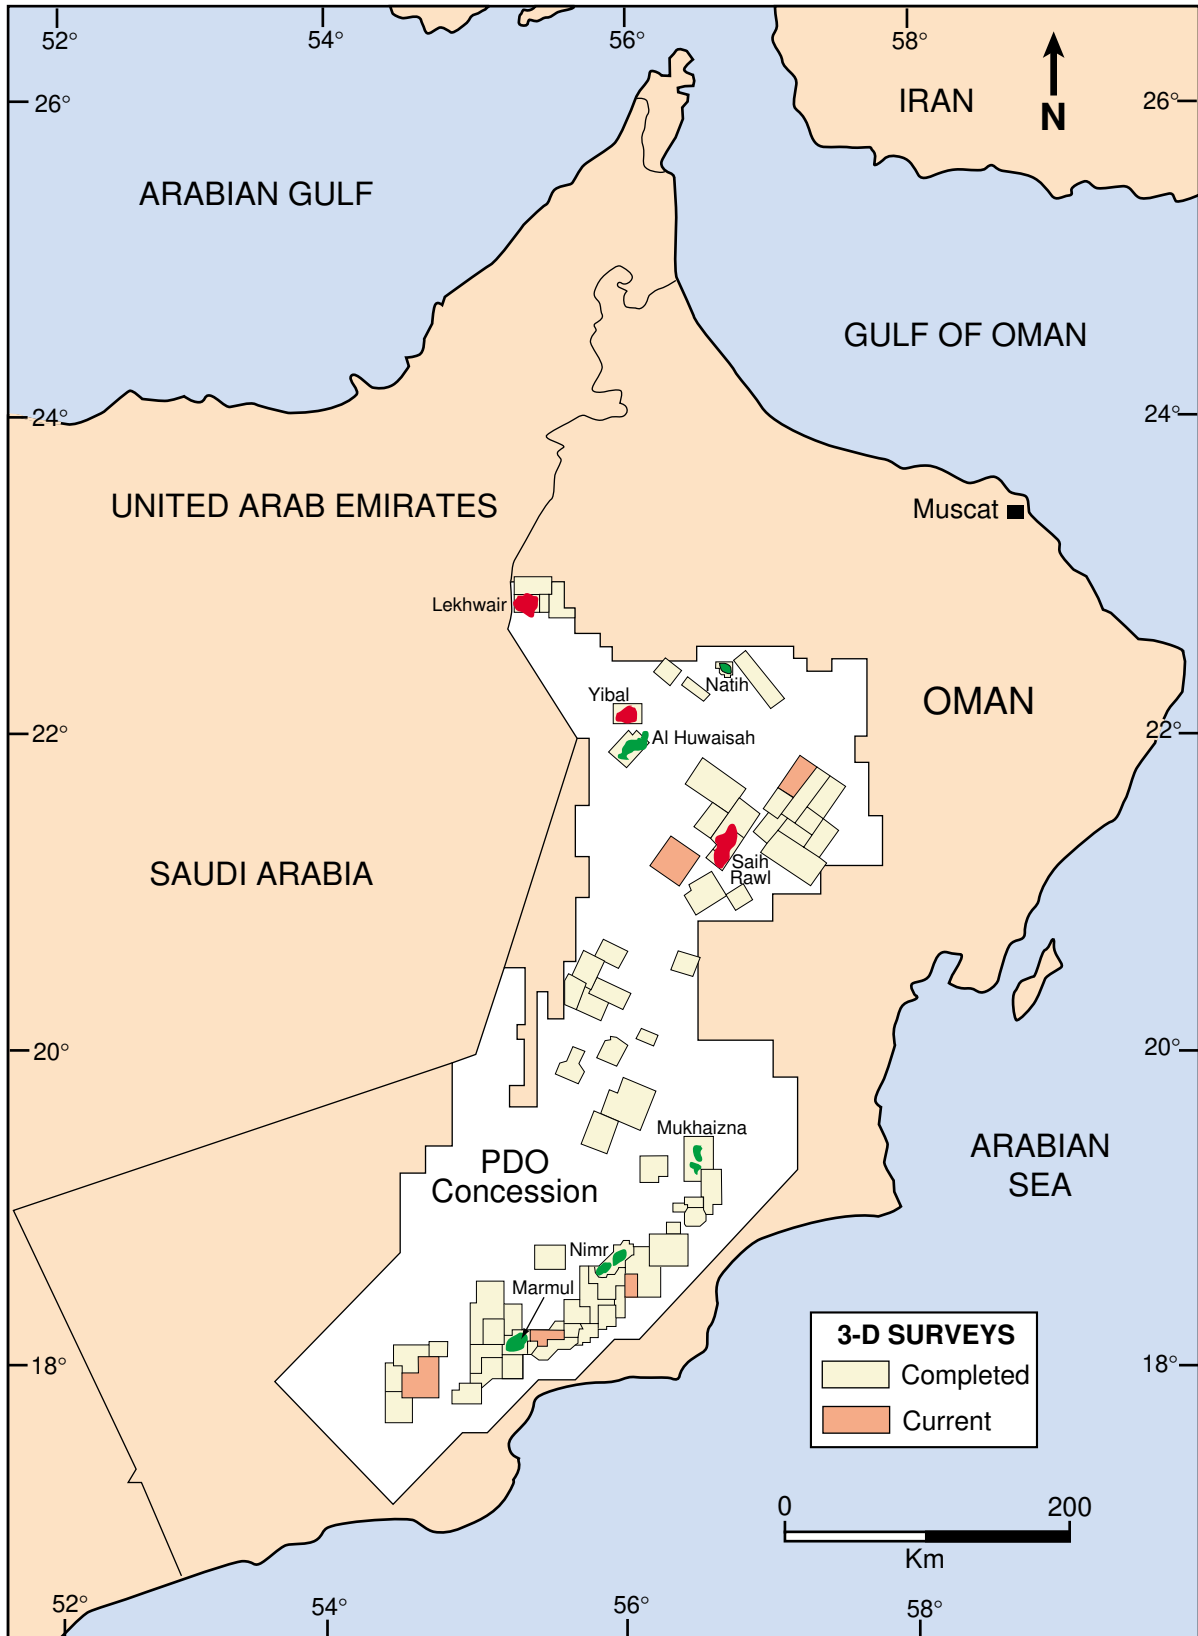 52°
54°
56°
58°
26°
IRAN
26°
N
ARABIAN GULF
GULF OF OMAN
24°
24°
UNITED ARAB EMIRATES
Muscat
Lekhwair
Natih
Yibal
OMAN
22°
Al Huwaisah
22°
SAUDI ARABIA
Saih
Rawl
20°
20°
Mukhaizna
ARABIAN
SEA
PDO
Concession
Nimr
Marmul
18°
18°
3-D SURVEYS
Completed
Current
0
200
Km
52°
54°
56°
58°